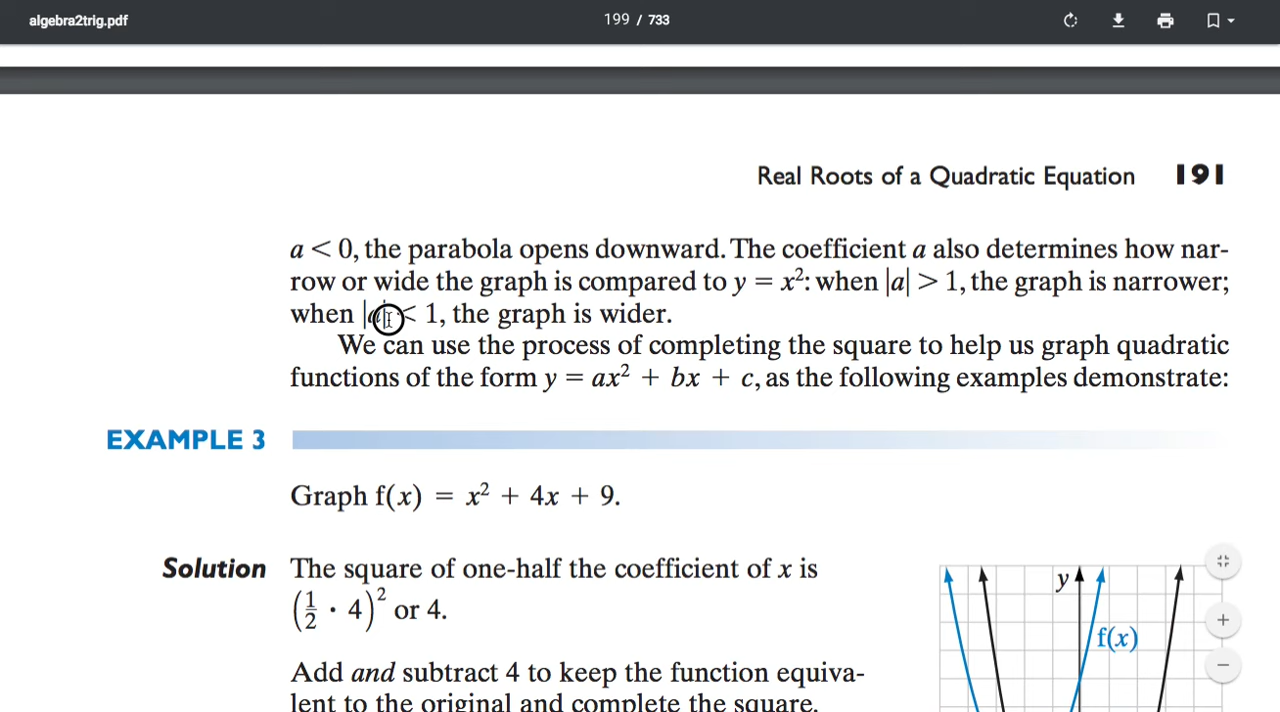 algebra2trig.pdf
199 / 733
Real Roots of a Quadratic Equation 191
a < 0, the parabola opens downward. The coefficient a also determines how nar-
row or wide the graph is compared to y = x²: when |a| > 1, the graph is narrower;
when |a| < 1, the graph is wider.
We can use the process of completing the square to help us graph quadratic
functions of the form y = ax² + bx + c, as the following examples demonstrate:
EXAMPLE 3
Graph f(x) = x² + 4x + 9.
Solution The square of one-half the coefficient of x is
(1/2 · 4)² or 4.
Add and subtract 4 to keep the function equiva-
lent to the original and complete the square.
y
f(x)